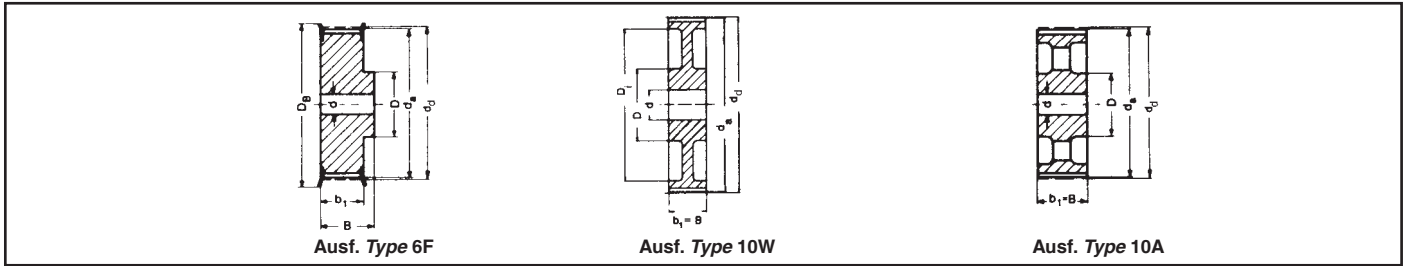 D_B
d
D
d_a
d_d
b_1
B
Ausf. Type 6F
D_i
D
d
d_a
d_d
b_1 = B
Ausf. Type 10W
d
D
d_a
d_d
b_1=B
Ausf. Type 10A